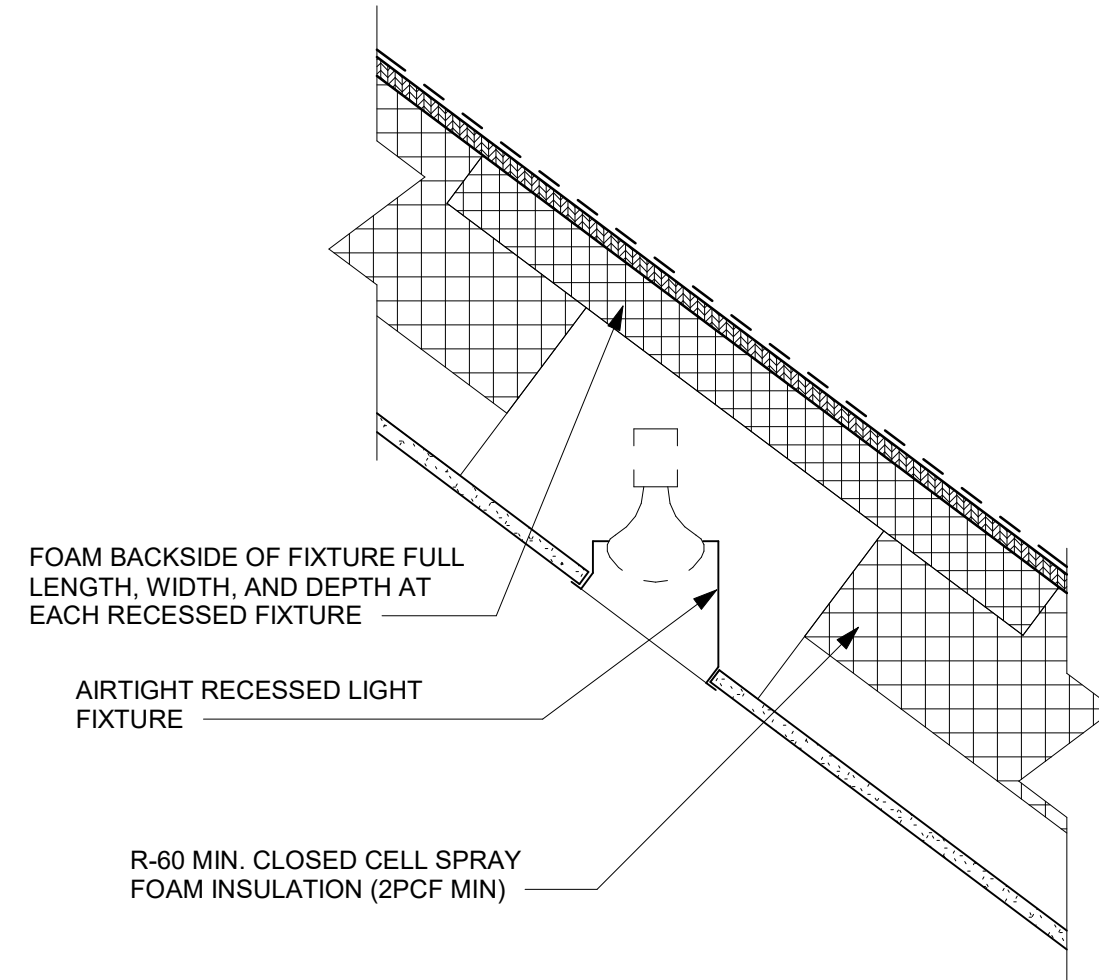 FOAM BACKSIDE OF FIXTURE FULL
LENGTH, WIDTH, AND DEPTH AT
EACH RECESSED FIXTURE
AIRTIGHT RECESSED LIGHT
FIXTURE
R-60 MIN. CLOSED CELL SPRAY
FOAM INSULATION (2PCF MIN)